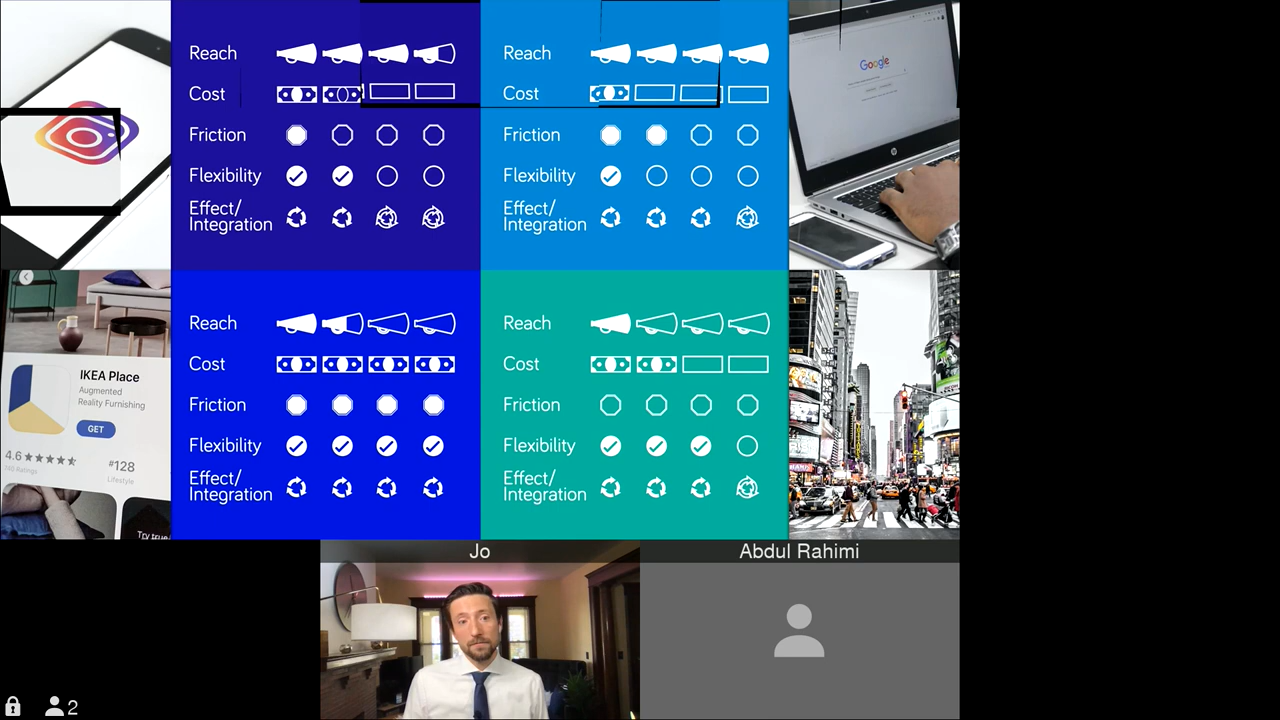 Reach
Cost
Friction
Flexibility
Effect/
Integration
Reach
Cost
Friction
Flexibility
Effect/
Integration
Google
hp
IKEA Place
Augmented
Reality Furnishing
GET
4.6
#128
Lifestyle
Reach
Cost
Friction
Flexibility
Effect/
Integration
Reach
Cost
Friction
Flexibility
Effect/
Integration
Jo
Abdul Rahimi
2